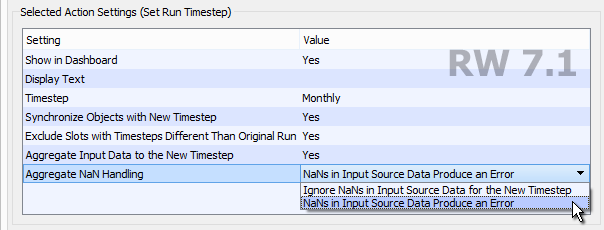 Selected Action Settings (Set Run Timestep)
Setting Value
RW 7.1
Show in Dashboard Yes
Display Text
Timestep Monthly
Synchronize Objects with New Timestep Yes
Exclude Slots with Timesteps Different Than Original Run Yes
Aggregate Input Data to the New Timestep Yes
Aggregate NaN Handling NaNs in Input Source Data Produce an Error
Ignore NaNs in Input Source Data for the New Timestep
NaNs in Input Source Data Produce an Error